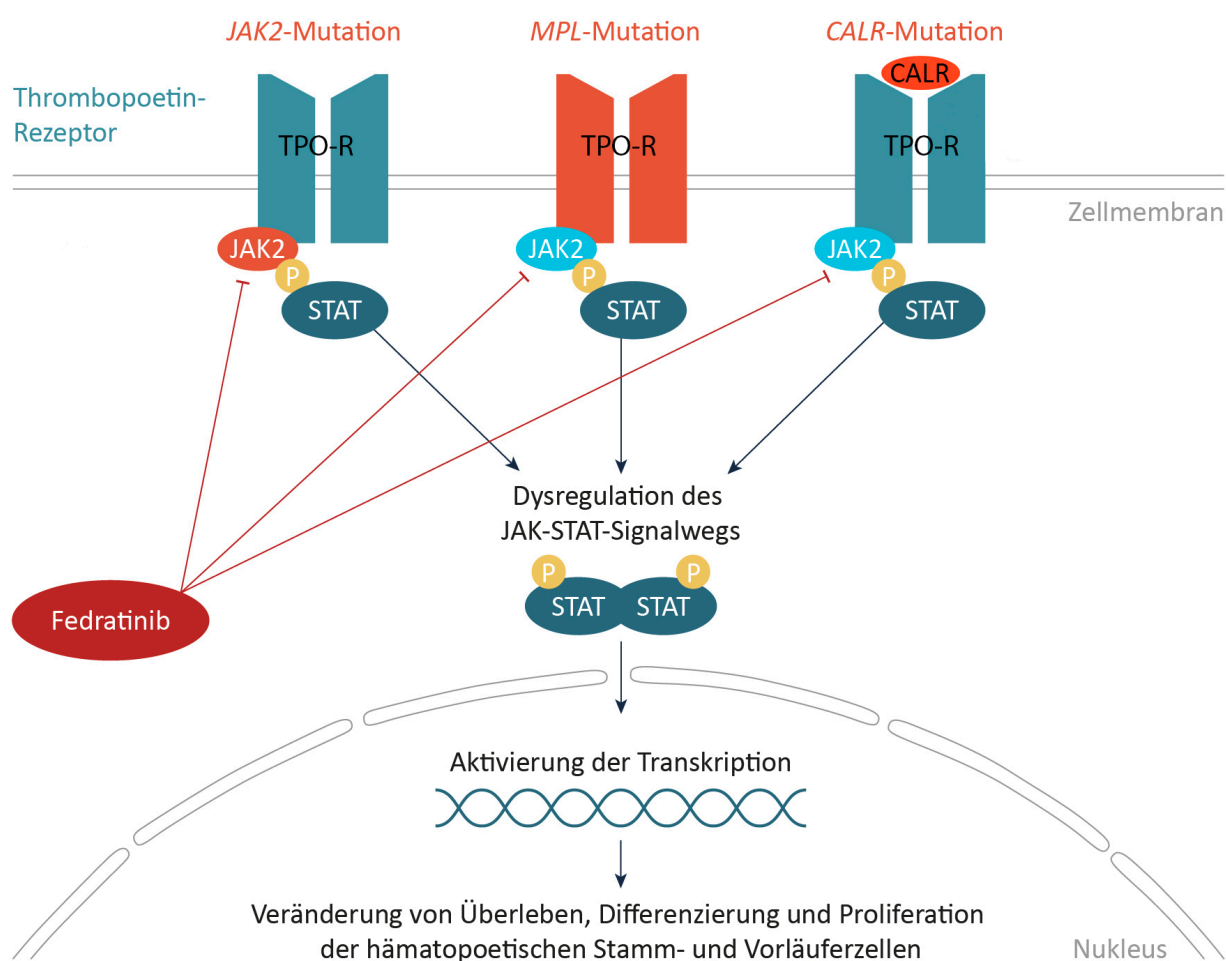 JAK2-Mutation
MPL-Mutation
CALR-Mutation
CALR
Thrombopoetin-
Rezeptor
TPO-R
TPO-R
TPO-R
Zellmembran
JAK2
JAK2
JAK2
P
P
P
STAT
STAT
STAT
Dysregulation des
JAK-STAT-Signalwegs
P
P
STAT
STAT
Fedratinib
Aktivierung der Transkription
Veränderung von Überleben, Differenzierung und Proliferation
der hämatopoetischen Stamm- und Vorläuferzellen
Nukleus